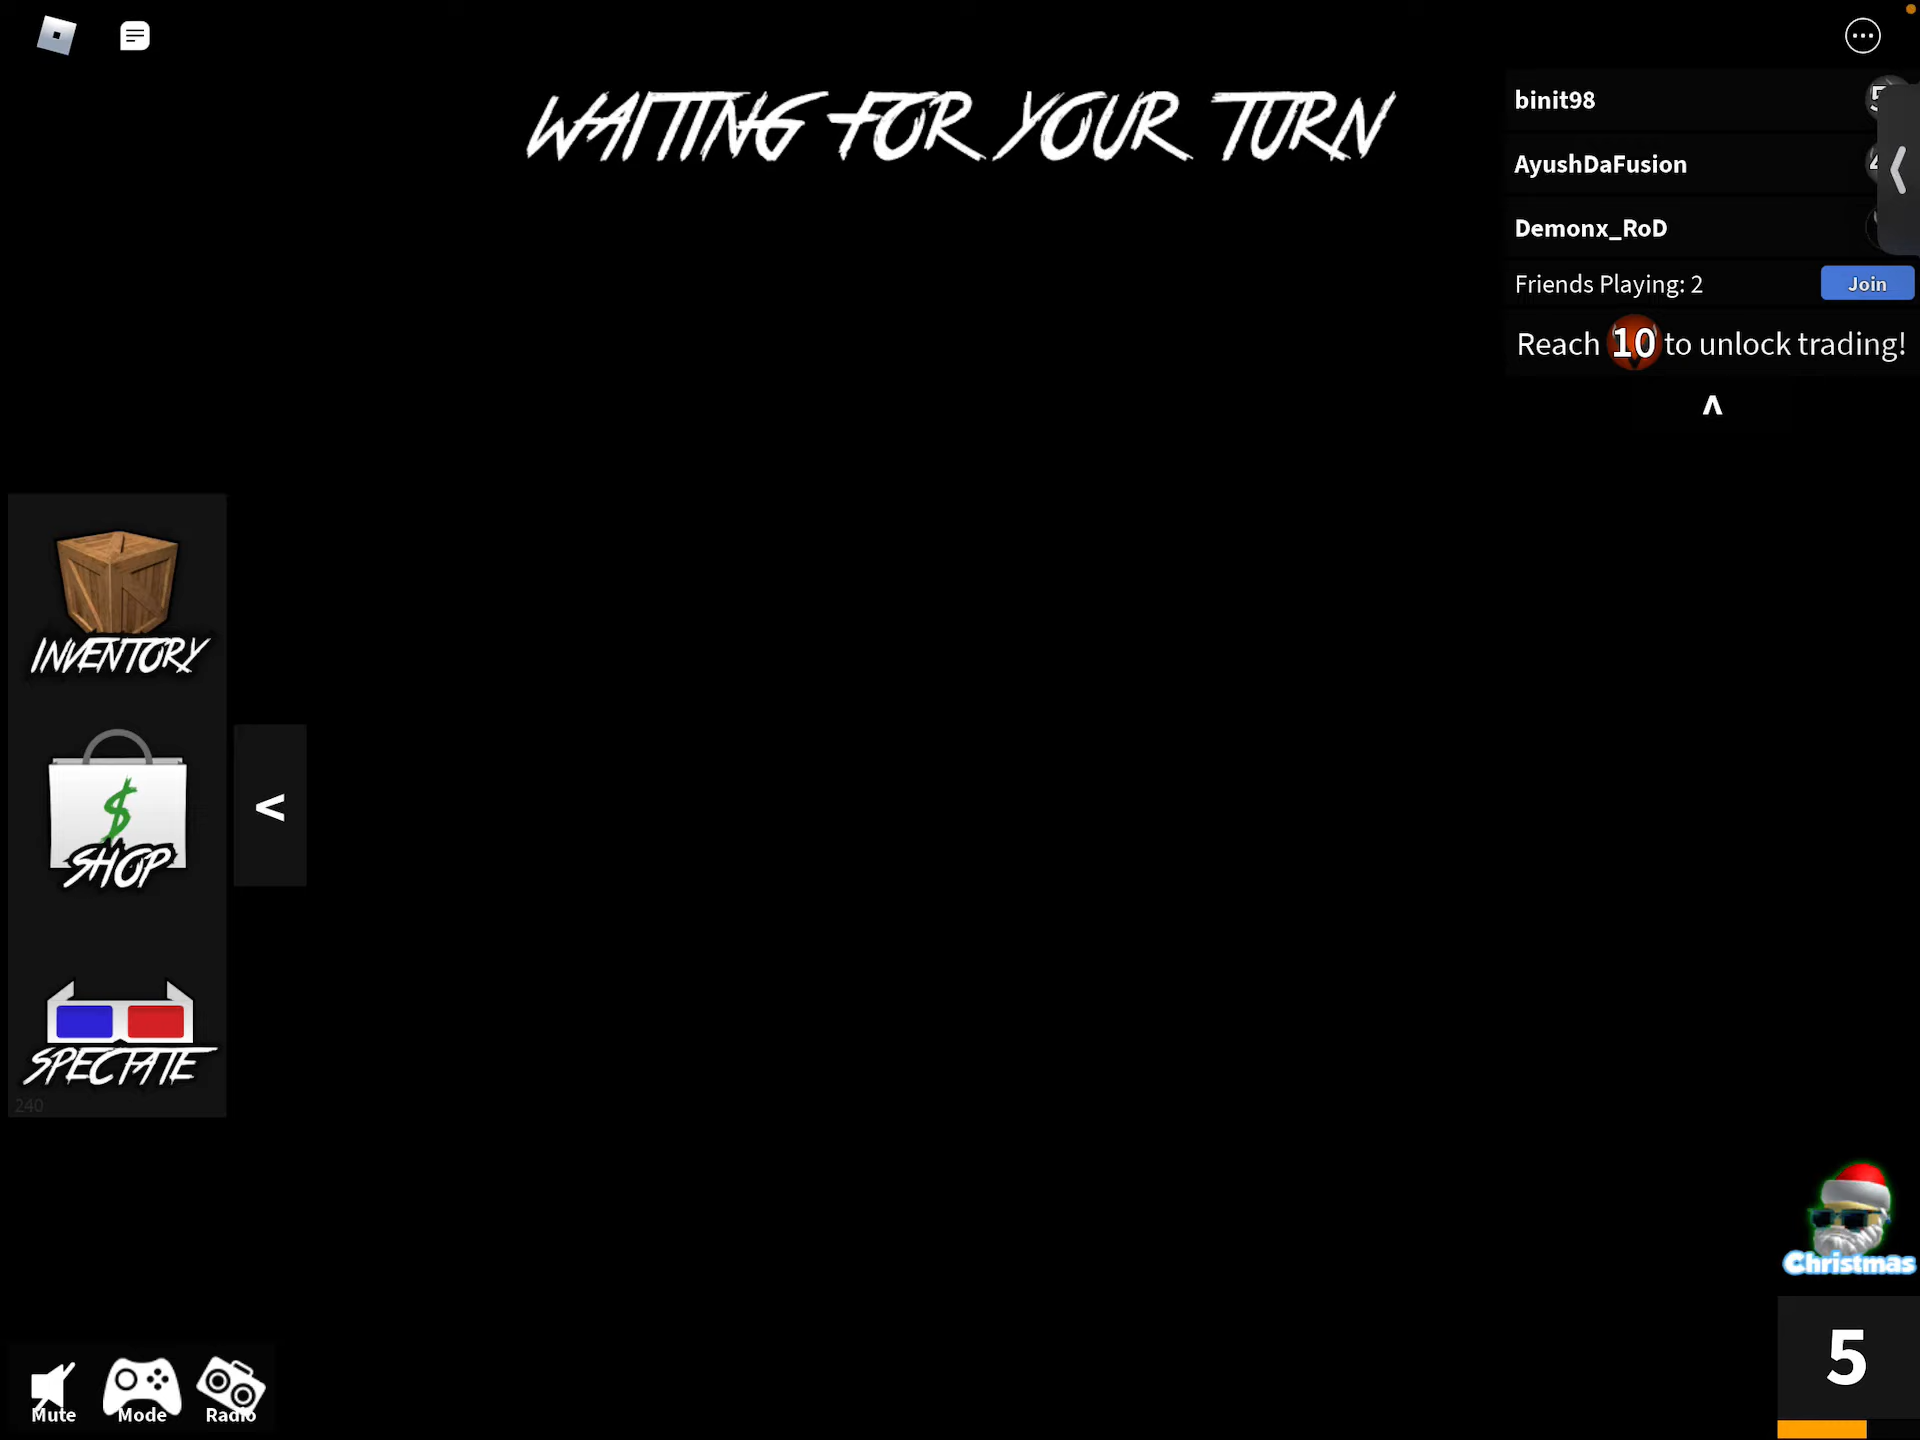 WAITING FOR YOUR TURN
binit98
AyushDaFusion
Demonx_RoD
Friends Playing: 2
Join
Reach 10 to unlock trading!
INVENTORY
$
SHOP
<
SPECTATE
240
Christmas
5
Mute
Mode
Radio